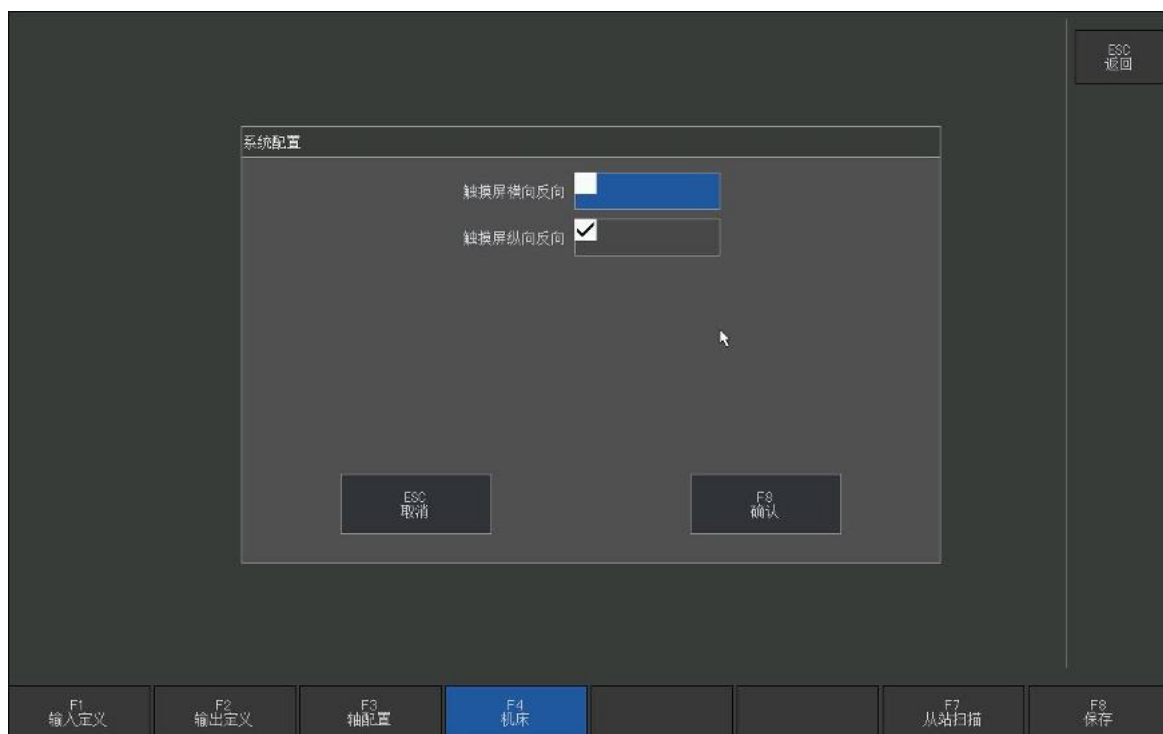 ESC
返回
系统配置
触摸屏横向反向
触摸屏纵向反向
ESC
取消
F8
确认
F1
输入定义
F2
输出定义
F3
轴配置
F4
机床
F7
从站扫描
F8
保存